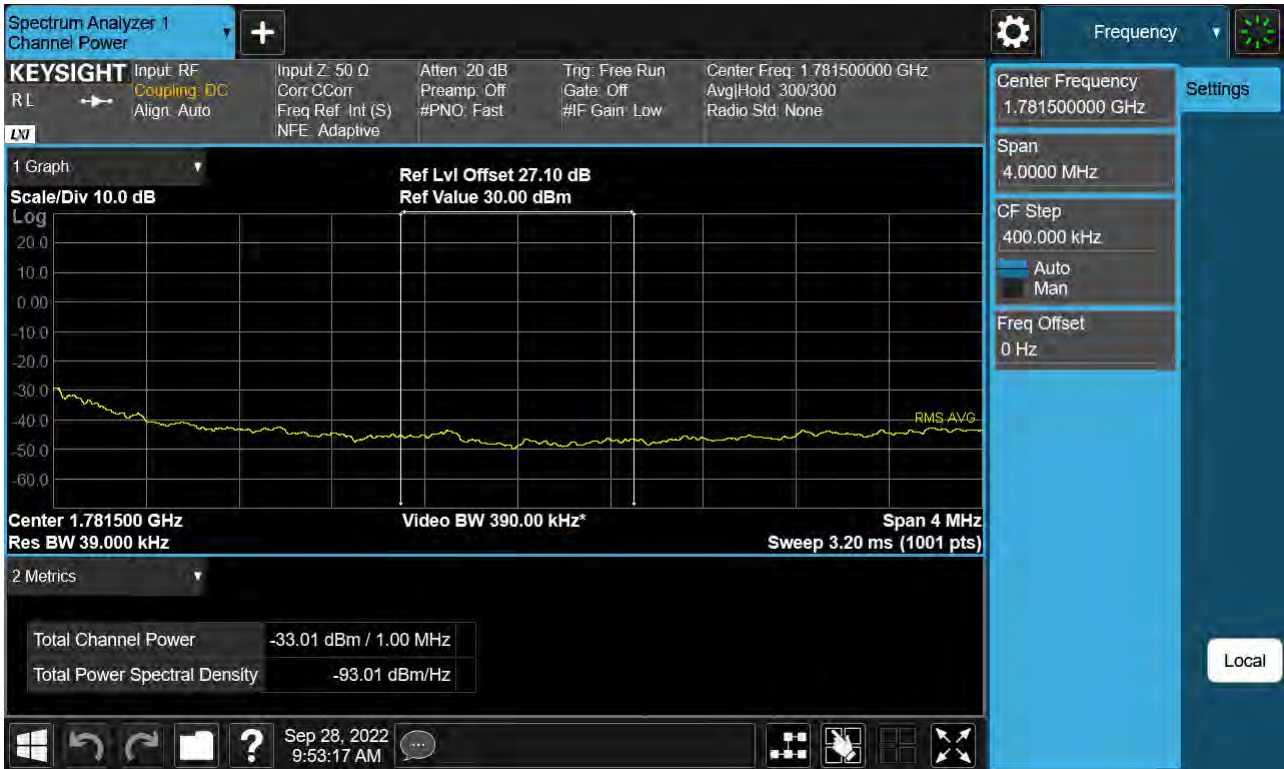 Spectrum Analyzer 1
Channel Power
Frequency
KEYSIGHT
Input: RF
Coupling: DC
Align: Auto
R L
LXI
Input Z: 50 Ω
Corr CCorr
Freq Ref: Int (S)
NFE: Adaptive
Atten: 20 dB
Preamp: Off
#PNO: Fast
Trig: Free Run
Gate: Off
#IF Gain: Low
Center Freq: 1.781500000 GHz
Avg|Hold: 300/300
Radio Std: None
Center Frequency
1.781500000 GHz
Settings
Span
4.0000 MHz
CF Step
400.000 kHz
Auto
Man
Freq Offset
0 Hz
Local
1 Graph
Ref Lvl Offset 27.10 dB
Scale/Div 10.0 dB
Ref Value 30.00 dBm
Log
20.0
10.0
0.00
-10.0
-20.0
-30.0
-40.0
-50.0
-60.0
RMS AVG
Center 1.781500 GHz
Video BW 390.00 kHz*
Span 4 MHz
Res BW 39.000 kHz
Sweep 3.20 ms (1001 pts)
2 Metrics
Total Channel Power
-33.01 dBm / 1.00 MHz
Total Power Spectral Density
-93.01 dBm/Hz
?
Sep 28, 2022
9:53:17 AM